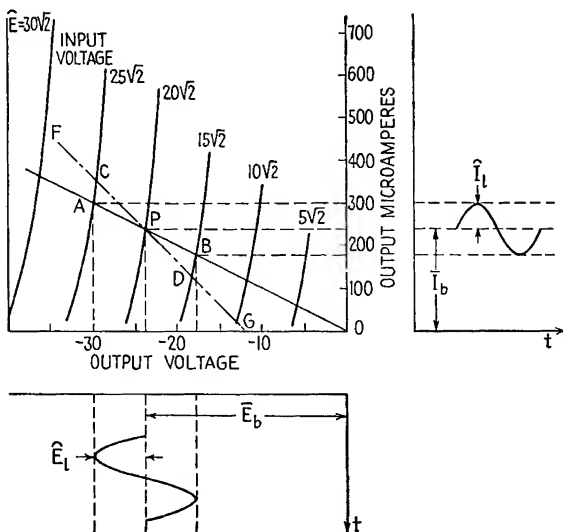 Ê=30√2
INPUT
VOLTAGE
25√2
20√2
15√2
10√2
5√2
F
C
A
P
B
D
G
700
600
500
400
300
200
100
0
OUTPUT MICROAMPERES
-30
-20
-10
0
OUTPUT VOLTAGE
Î_l
Ī_b
t
Ē_b
Ê_l
t